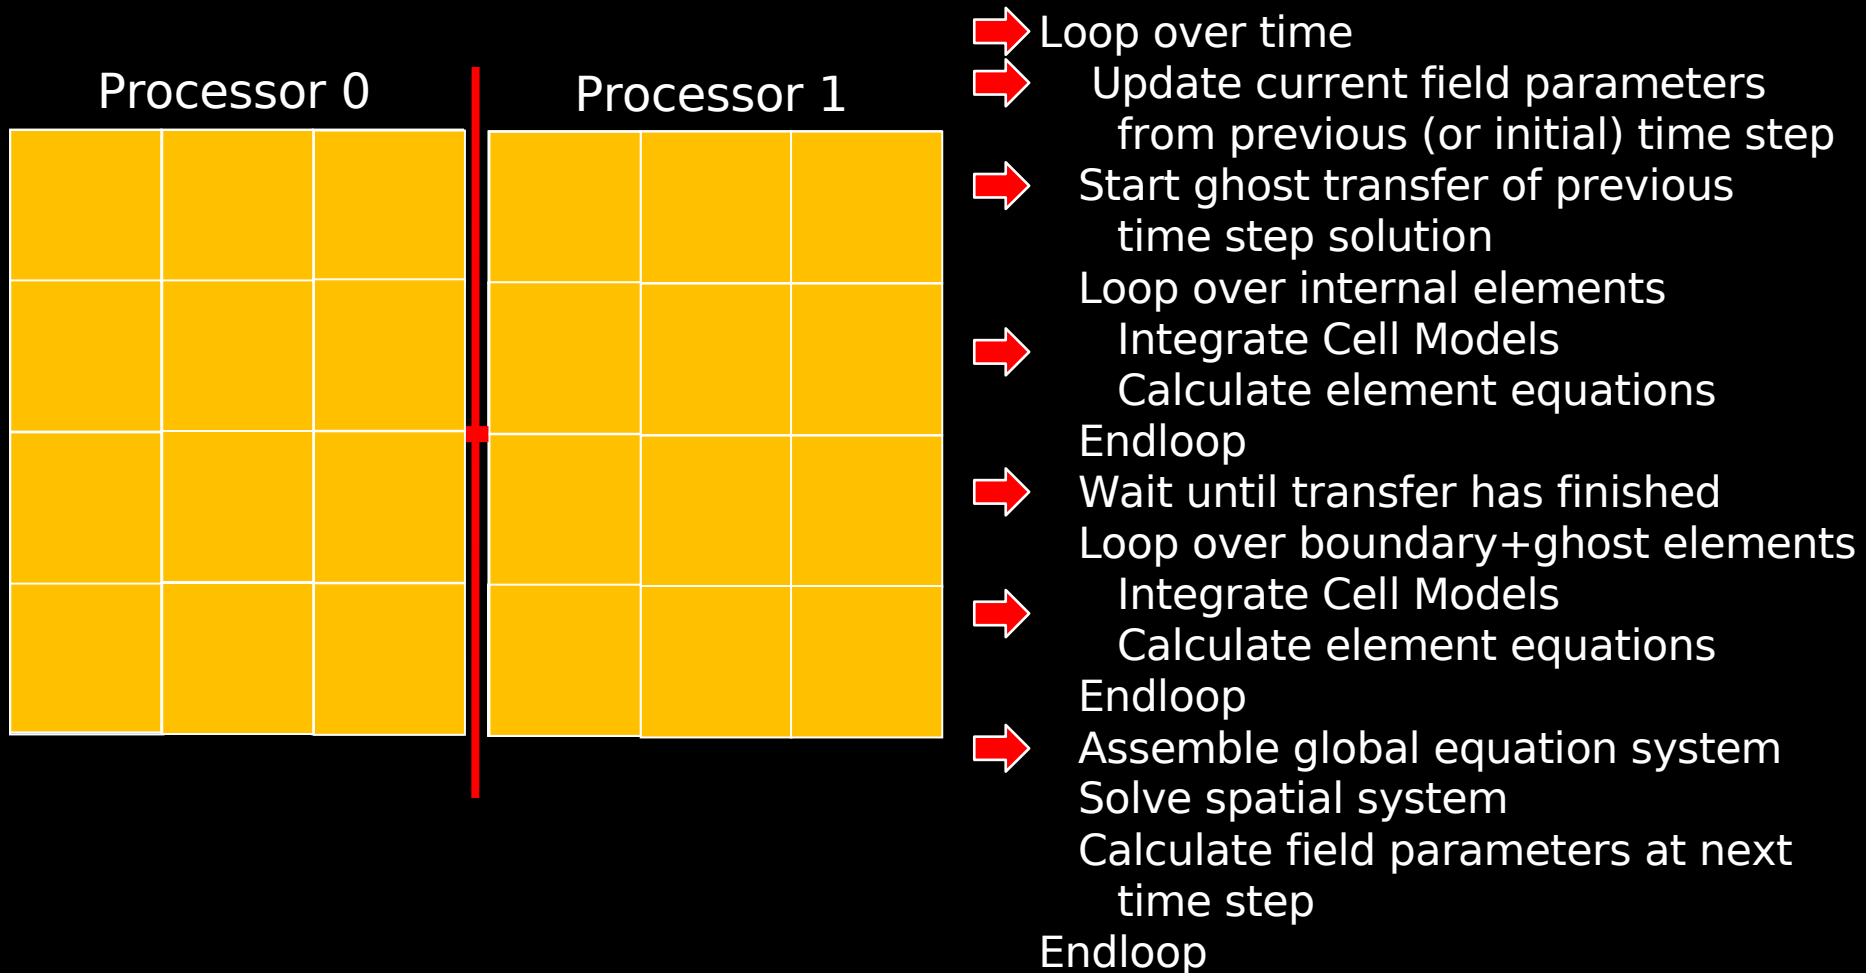 Processor 0
Processor 1
Loop over time
Update current field parameters
from previous (or initial) time step
Start ghost transfer of previous
time step solution
Loop over internal elements
Integrate Cell Models
Calculate element equations
Endloop
Wait until transfer has finished
Loop over boundary+ghost elements
Integrate Cell Models
Calculate element equations
Endloop
Assemble global equation system
Solve spatial system
Calculate field parameters at next
time step
Endloop